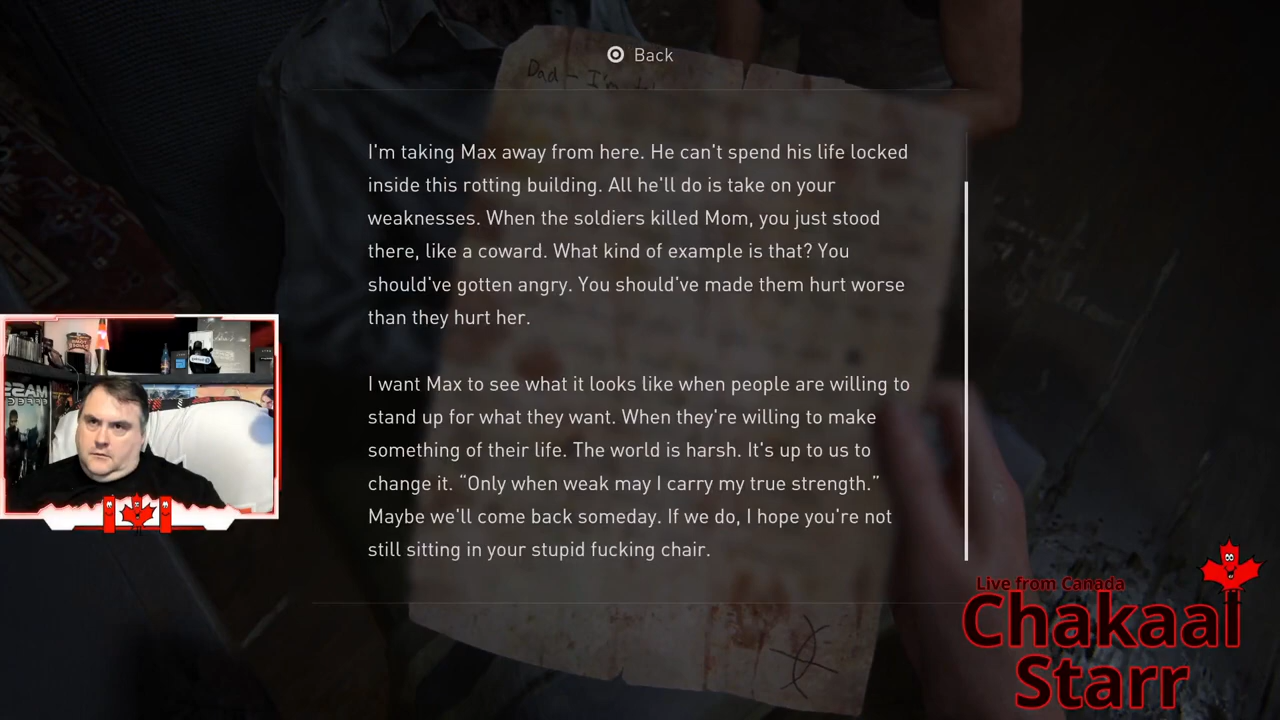 Back
Dad - I'm
I'm taking Max away from here. He can't spend his life locked
inside this rotting building. All he'll do is take on your
weaknesses. When the soldiers killed Mom, you just stood
there, like a coward. What kind of example is that? You
should've gotten angry. You should've made them hurt worse
than they hurt her.
I want Max to see what it looks like when people are willing to
stand up for what they want. When they're willing to make
something of their life. The world is harsh. It's up to us to
change it. “Only when weak may I carry my true strength.”
Maybe we'll come back someday. If we do, I hope you're not
still sitting in your stupid fucking chair.
Live from Canada
Chakaal
Starr